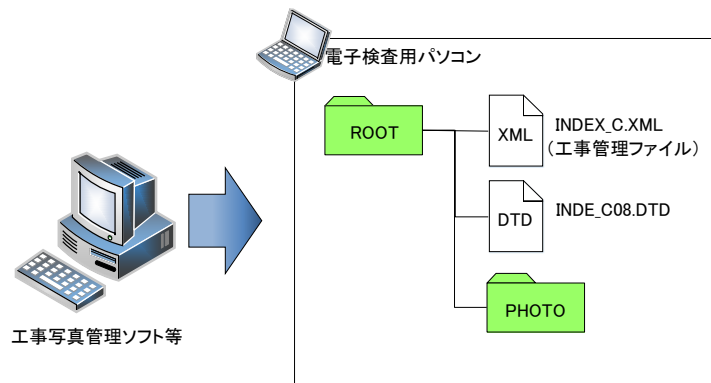 電子検査用パソコン
ROOT
XML
INDEX_C.XML
(工事管理ファイル)
DTD
INDE_C08.DTD
PHOTO
工事写真管理ソフト等